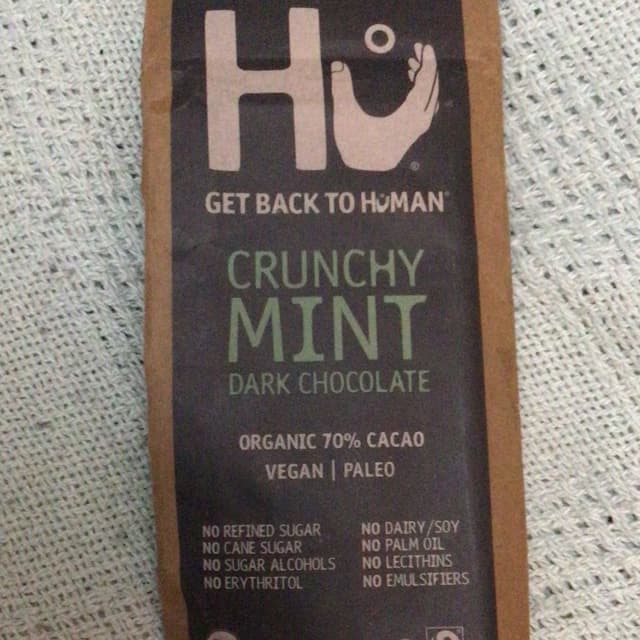 Hu
GET BACK TO HUMAN
CRUNCHY
MINT
DARK CHOCOLATE
ORGANIC 70% CACAO
VEGAN | PALEO
NO REFINED SUGAR
NO CANE SUGAR
NO SUGAR ALCOHOLS
NO ERYTHRITOL
NO DAIRY/SOY
NO PALM OIL
NO LECITHINS
NO EMULSIFIERS